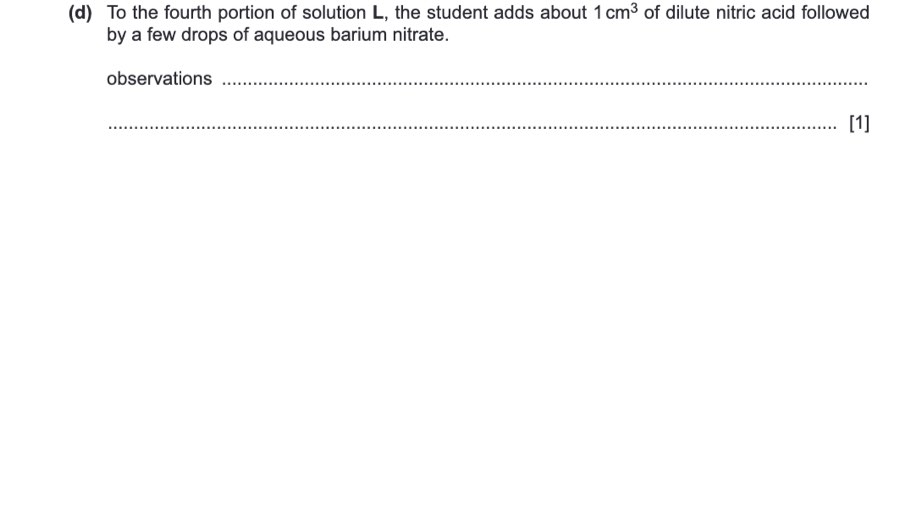 (d) To the fourth portion of solution L, the student adds about 1 cm³ of dilute nitric acid followed
by a few drops of aqueous barium nitrate.
observations ..............................................................................................................................
.............................................................................................................................................. [1]